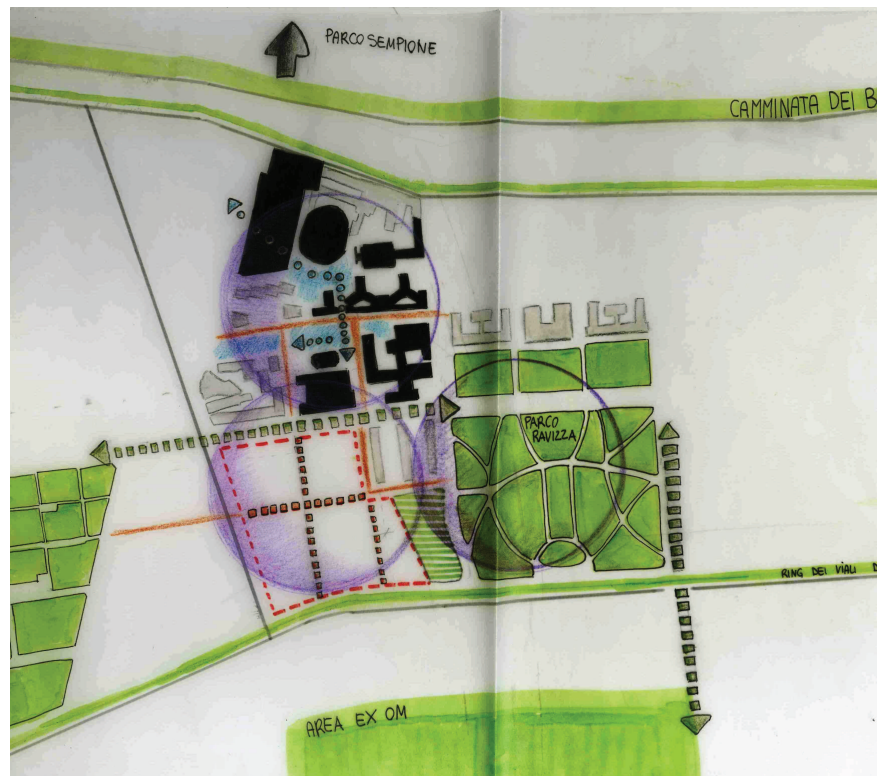 PARCO SEMPIONE
CAMMINATA DEI B
PARCO
RAVIZZA
RING DEI VIALI D
AREA EX OM